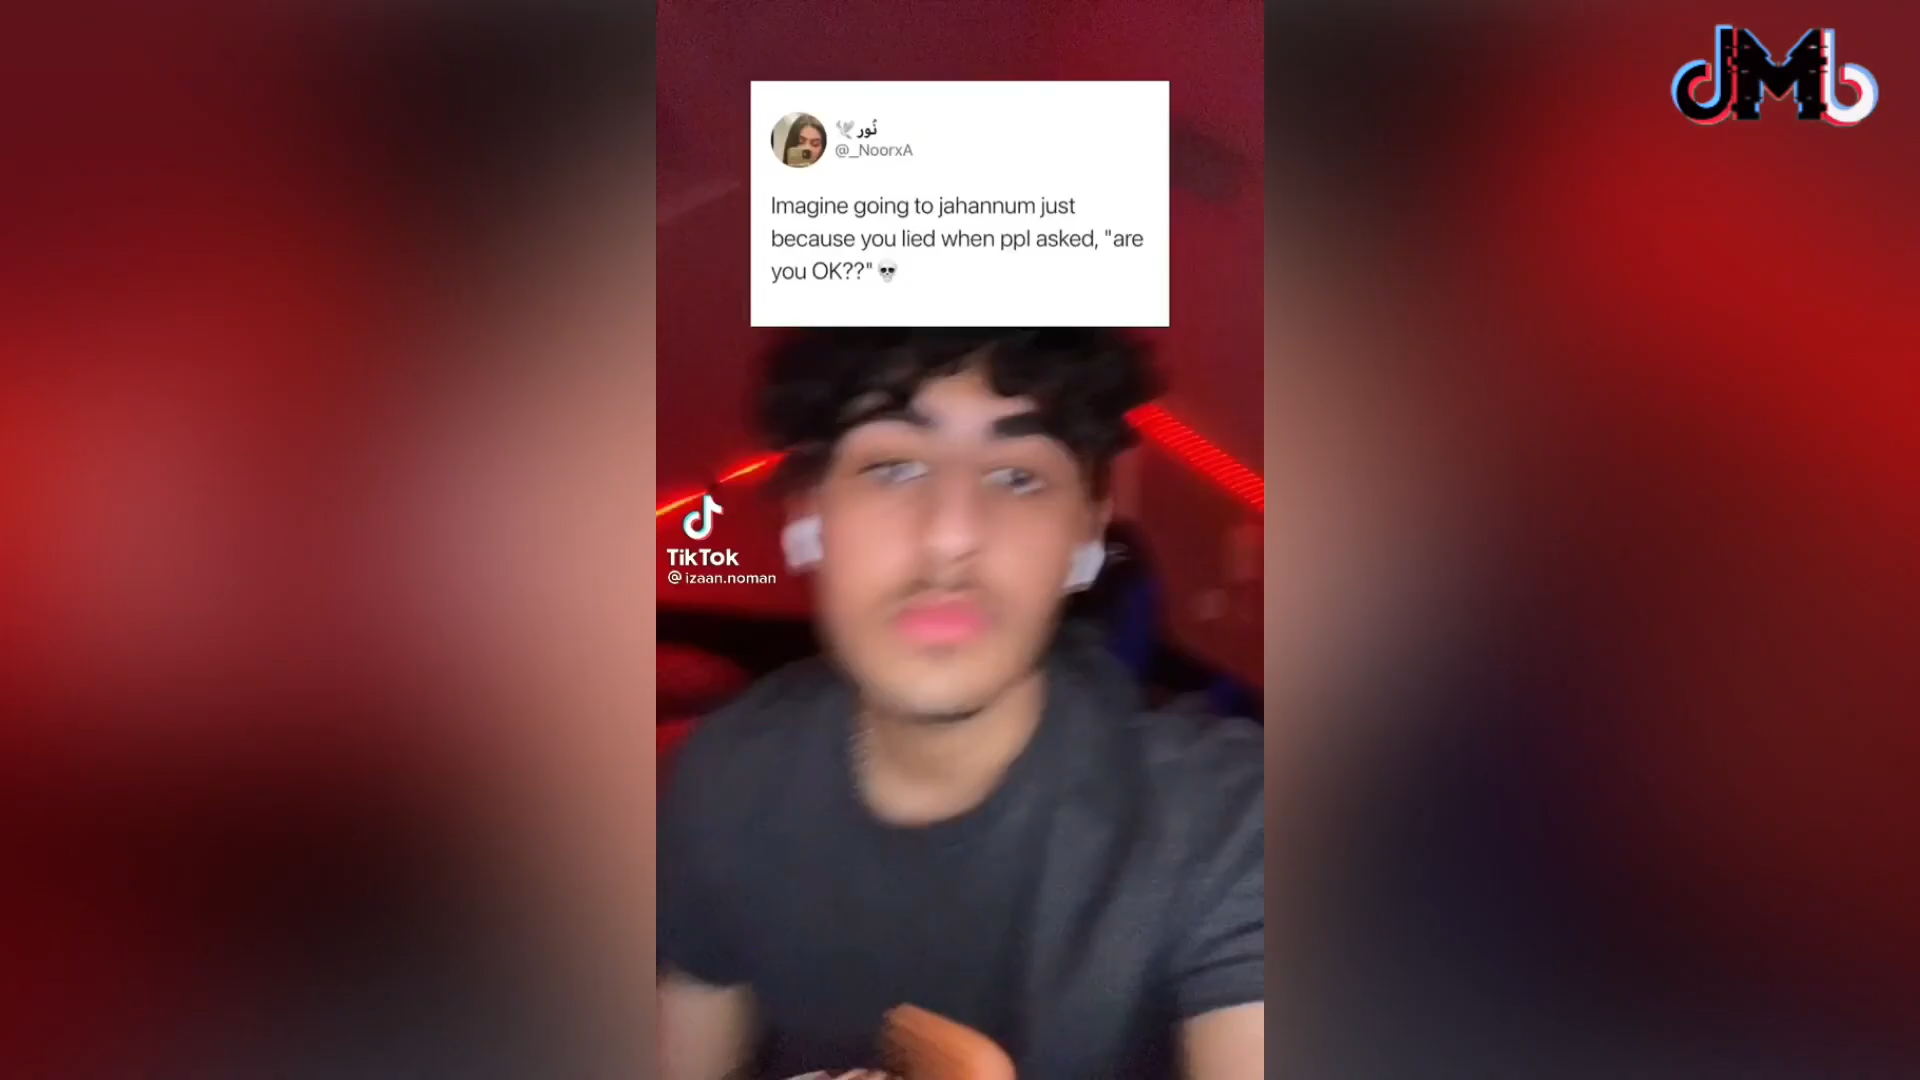 نُور🕊
@_NoorxA
Imagine going to jahannum just
because you lied when ppl asked, "are
you OK??"💀
TikTok
@izaan.noman
JMb